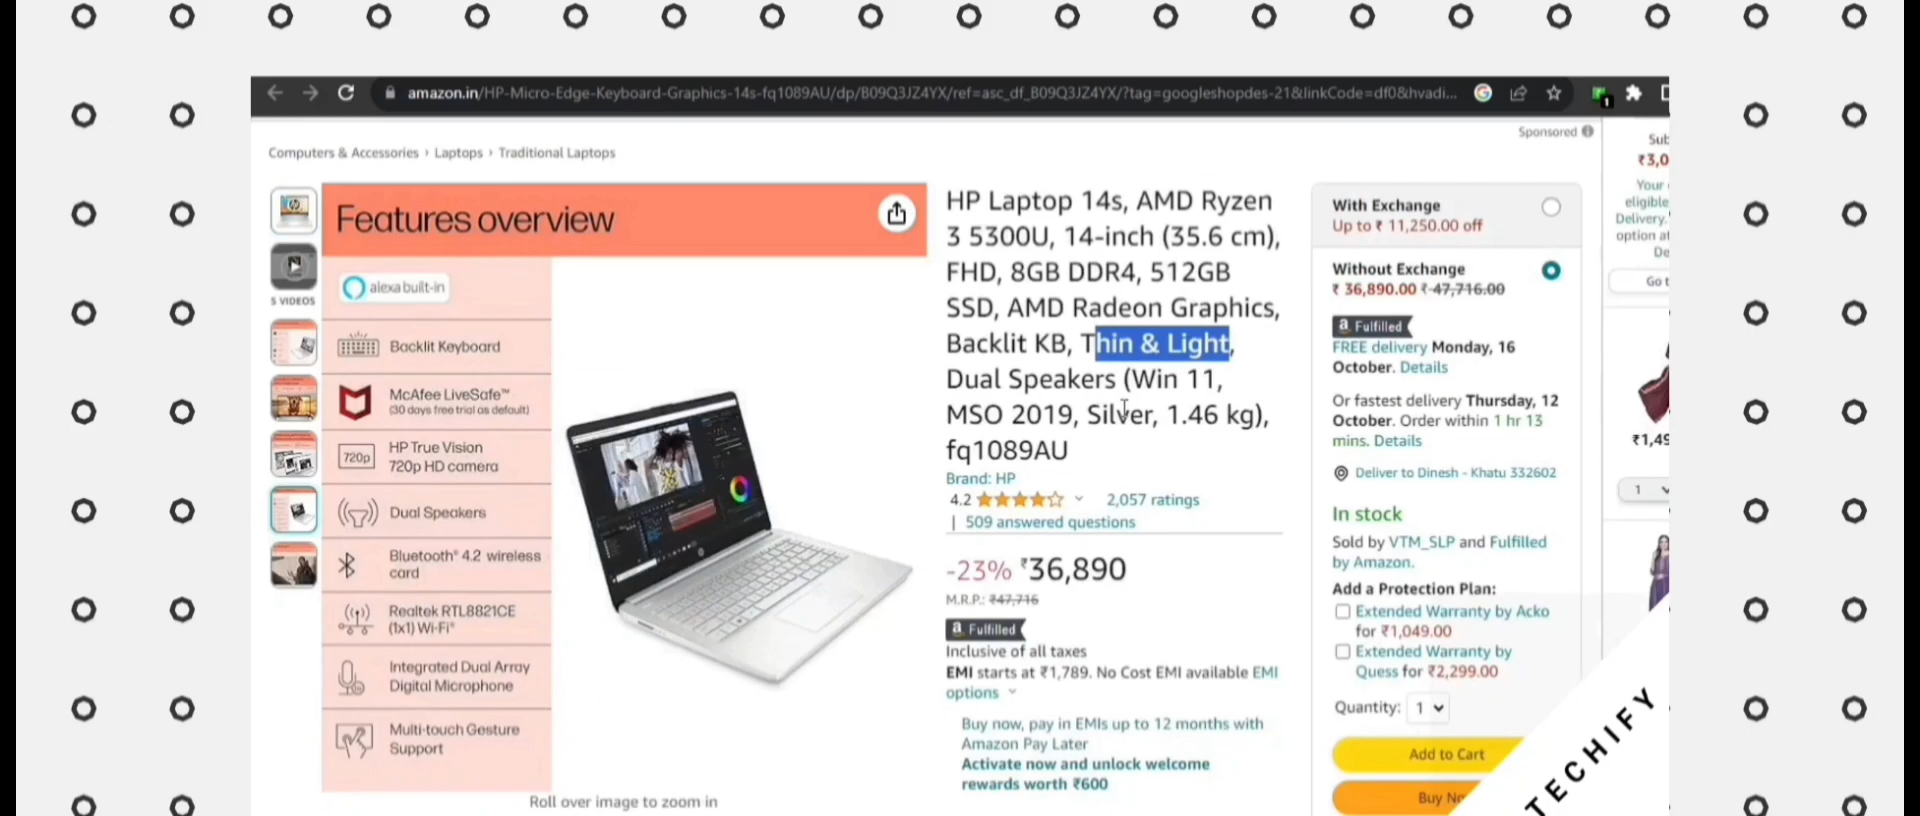 amazon.in/HP-Micro-Edge-Keyboard-Graphics-14s-fq1089AU/dp/B09Q3JZ4YX/ref=asc_df_B09Q3JZ4YX/?tag=googleshopdes-21&linkCode=df0&hvadi...
1
Sponsored
Computers & Accessories › Laptops › Traditional Laptops
5 VIDEOS
Features overview
alexa built-in
Backlit Keyboard
McAfee LiveSafe™
(30 days free trial as default)
720p
HP True Vision
720p HD camera
Dual Speakers
Bluetooth® 4.2 wireless
card
Realtek RTL8821CE
(1x1) Wi-Fi®
Integrated Dual Array
Digital Microphone
Multi-touch Gesture
Support
Roll over image to zoom in
HP Laptop 14s, AMD Ryzen
3 5300U, 14-inch (35.6 cm),
FHD, 8GB DDR4, 512GB
SSD, AMD Radeon Graphics,
Backlit KB, Thin & Light,
Dual Speakers (Win 11,
MSO 2019, Silver, 1.46 kg),
fq1089AU
Brand: HP
4.2 2,057 ratings
| 509 answered questions
-23% ₹36,890
M.R.P.: ₹47,716
a Fulfilled
Inclusive of all taxes
EMI starts at ₹1,789. No Cost EMI available EMI
options
Buy now, pay in EMIs up to 12 months with
Amazon Pay Later
Activate now and unlock welcome
rewards worth ₹600
With Exchange
Up to ₹ 11,250.00 off
Without Exchange
₹ 36,890.00 ₹ 47,716.00
a Fulfilled
FREE delivery Monday, 16
October. Details
Or fastest delivery Thursday, 12
October. Order within 1 hr 13
mins. Details
Deliver to Dinesh - Khatu 332602
In stock
Sold by VTM_SLP and Fulfilled
by Amazon.
Add a Protection Plan:
Extended Warranty by Acko
for ₹1,049.00
Extended Warranty by
Quess for ₹2,299.00
Quantity: 1
Add to Cart
Buy
₹3,0
Your
eligible
Delivery.
option
Go
₹1,49
1
TECHIFY